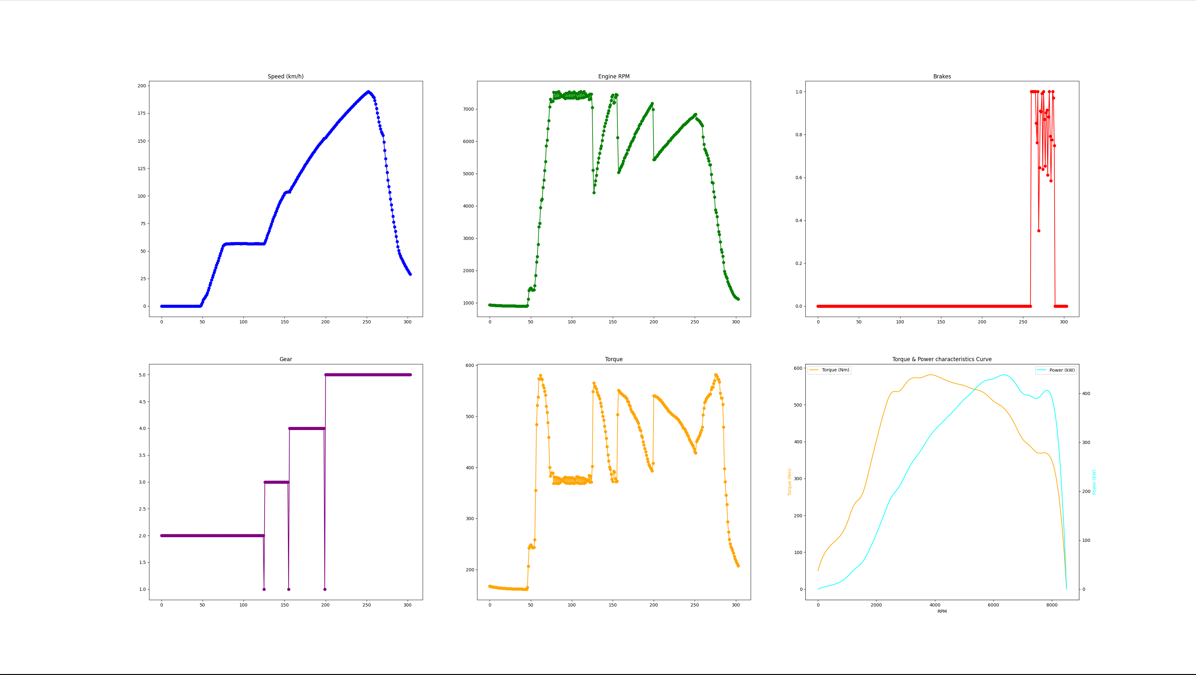 Speed (km/h)
200
175
150
125
100
75
50
25
0
0 50 100 150 200 250 300
Engine RPM
7000
6000
5000
4000
3000
2000
1000
0 50 100 150 200 250 300
Brakes
1.0
0.8
0.6
0.4
0.2
0.0
0 50 100 150 200 250 300
Gear
5.0
4.5
4.0
3.5
3.0
2.5
2.0
1.5
1.0
0 50 100 150 200 250 300
Torque
600
500
400
300
200
0 50 100 150 200 250 300
Torque & Power characteristics Curve
Torque (Nm)
Power (kW)
600
500
400
300
200
100
0
Torque (Nm)
400
300
200
100
0
Power (kW)
0 2000 4000 6000 8000
RPM